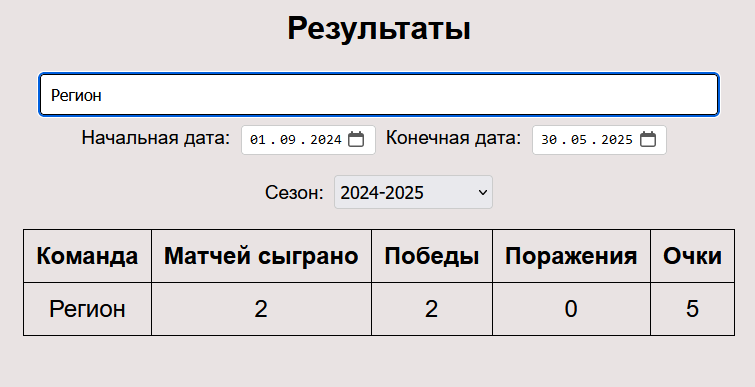 Результаты
Регион
Начальная дата: 01.09.2024 Конечная дата: 30.05.2025
Сезон: 2024-2025
Команда Матчей сыграно Победы Поражения Очки
Регион 2 2 0 5